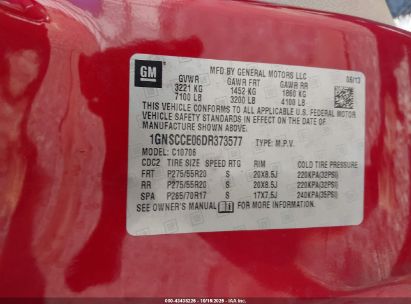 GM
MFD BY GENERAL MOTORS LLC 06/13
GVWR GAWR FRT GAWR RR
3221 KG 1452 KG 1860 KG
7100 LB 3200 LB 4100 LB
THIS VEHICLE CONFORMS TO ALL APPLICABLE U.S. FEDERAL MOTOR
VEHICLE SAFETY STANDARDS IN EFFECT ON THE DATE OF
MANUFACTURE SHOWN ABOVE.
1GNSCCE06DR373577 TYPE: M.P.V.
MODEL: C10706
CDC2 TIRE SIZE SPEED RTG RIM COLD TIRE PRESSURE
FRT P275/55R20 S 20X8.5J 220KPA(32PSI)
RR P275/55R20 S 20X8.5J 220KPA(32PSI)
SPA P265/70R17 S 17X7.5J 240KPA(35PSI)
SEE OWNER'S MANUAL FOR MORE INFORMATION.